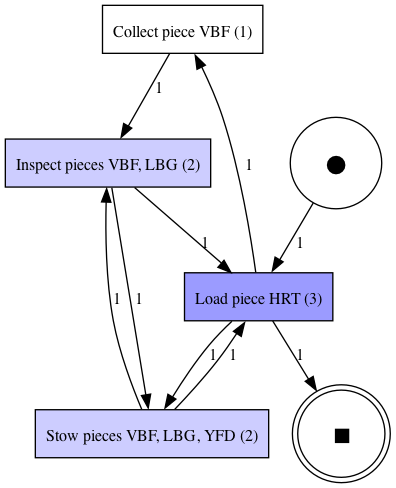 Collect piece VBF (1)
1
Inspect pieces VBF, LBG (2)
1
1
1
Load piece HRT (3)
1
1
1
1
1
Stow pieces VBF, LBG, YFD (2)